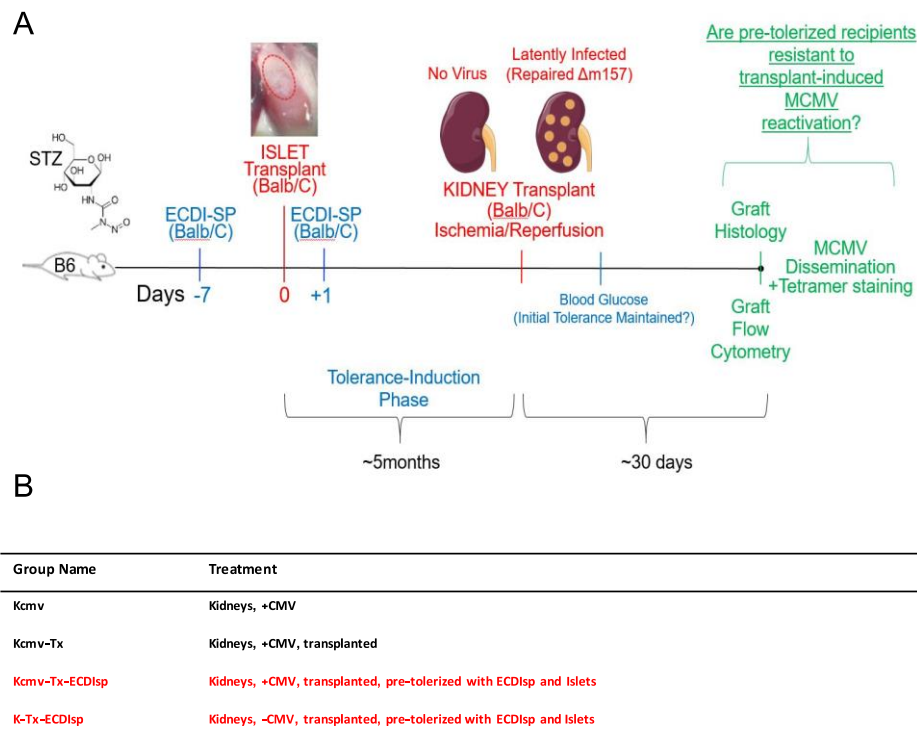 A
Are pre-tolerized recipients
resistant to
transplant-induced
MCMV
reactivation?
No Virus
Latently Infected
(Repaired Δm157)
HO
O
OH
OH
HO
HN
O
N
N
O
STZ
ISLET
Transplant
(Balb/C)
KIDNEY Transplant
(Balb/C)
Ischemia/Reperfusion
ECDI-SP
(Balb/C)
ECDI-SP
(Balb/C)
Graft
Histology
B6
MCMV
Dissemination
+Tetramer staining
Days -7
0
+1
Blood Glucose
(Initial Tolerance Maintained?)
Graft
Flow
Cytometry
Tolerance-Induction
Phase
~5months
~30 days
B
Group Name Treatment
Kcmv Kidneys, +CMV
Kcmv-Tx Kidneys, +CMV, transplanted
Kcmv-Tx-ECDIsp Kidneys, +CMV, transplanted, pre-tolerized with ECDIsp and Islets
K-Tx-ECDIsp Kidneys, -CMV, transplanted, pre-tolerized with ECDIsp and Islets